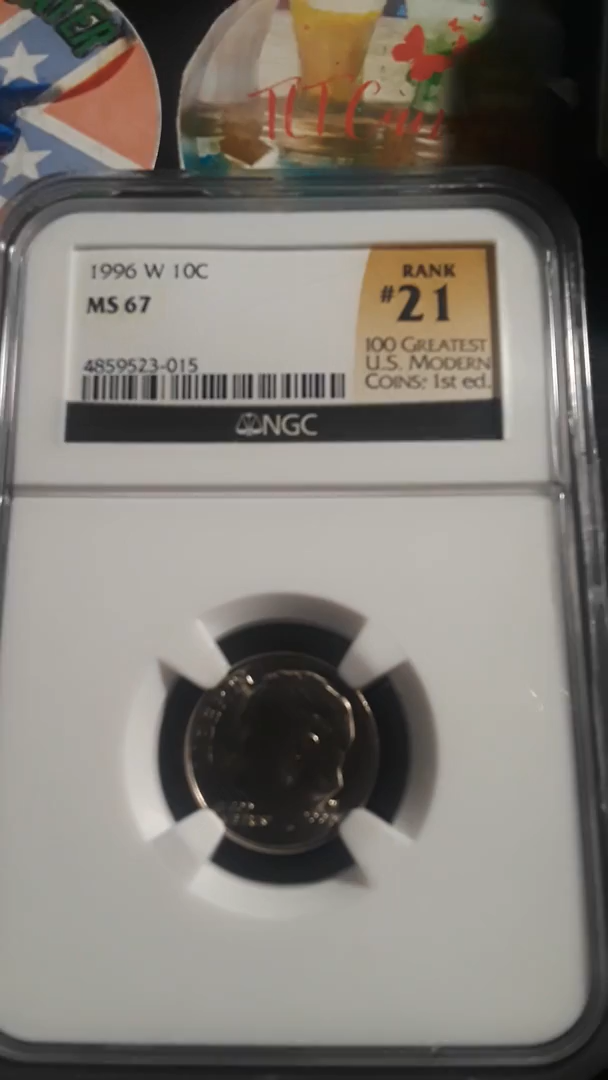 1996 W 10C
MS 67
4859523-015
RANK
#21
100 GREATEST
U.S. MODERN
COINS: 1st ed.
NGC